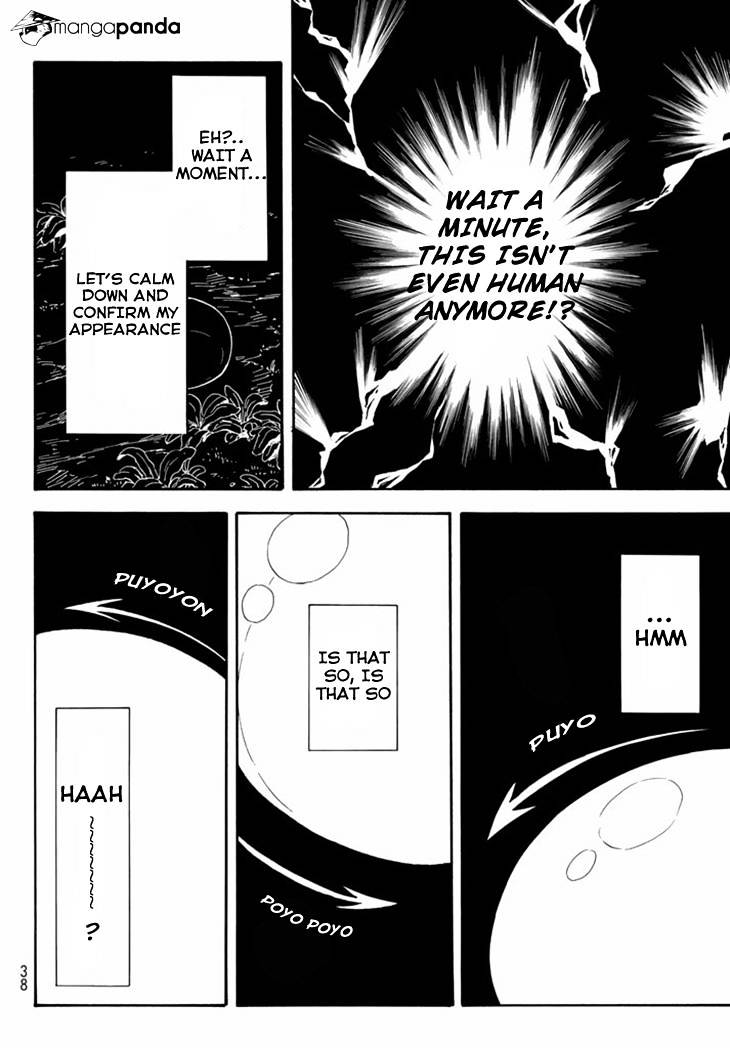 mangapanda
WAIT A
MINUTE,
THIS ISN'T
EVEN HUMAN
ANYMORE!?
EH?..
WAIT A
MOMENT...
LET'S CALM
DOWN AND
CONFIRM MY
APPEARANCE
...
HMM
PUYO
IS THAT
SO, IS
THAT SO
POYO POYO
PUYOYON
HAAH
~~~~~~~~
?
38